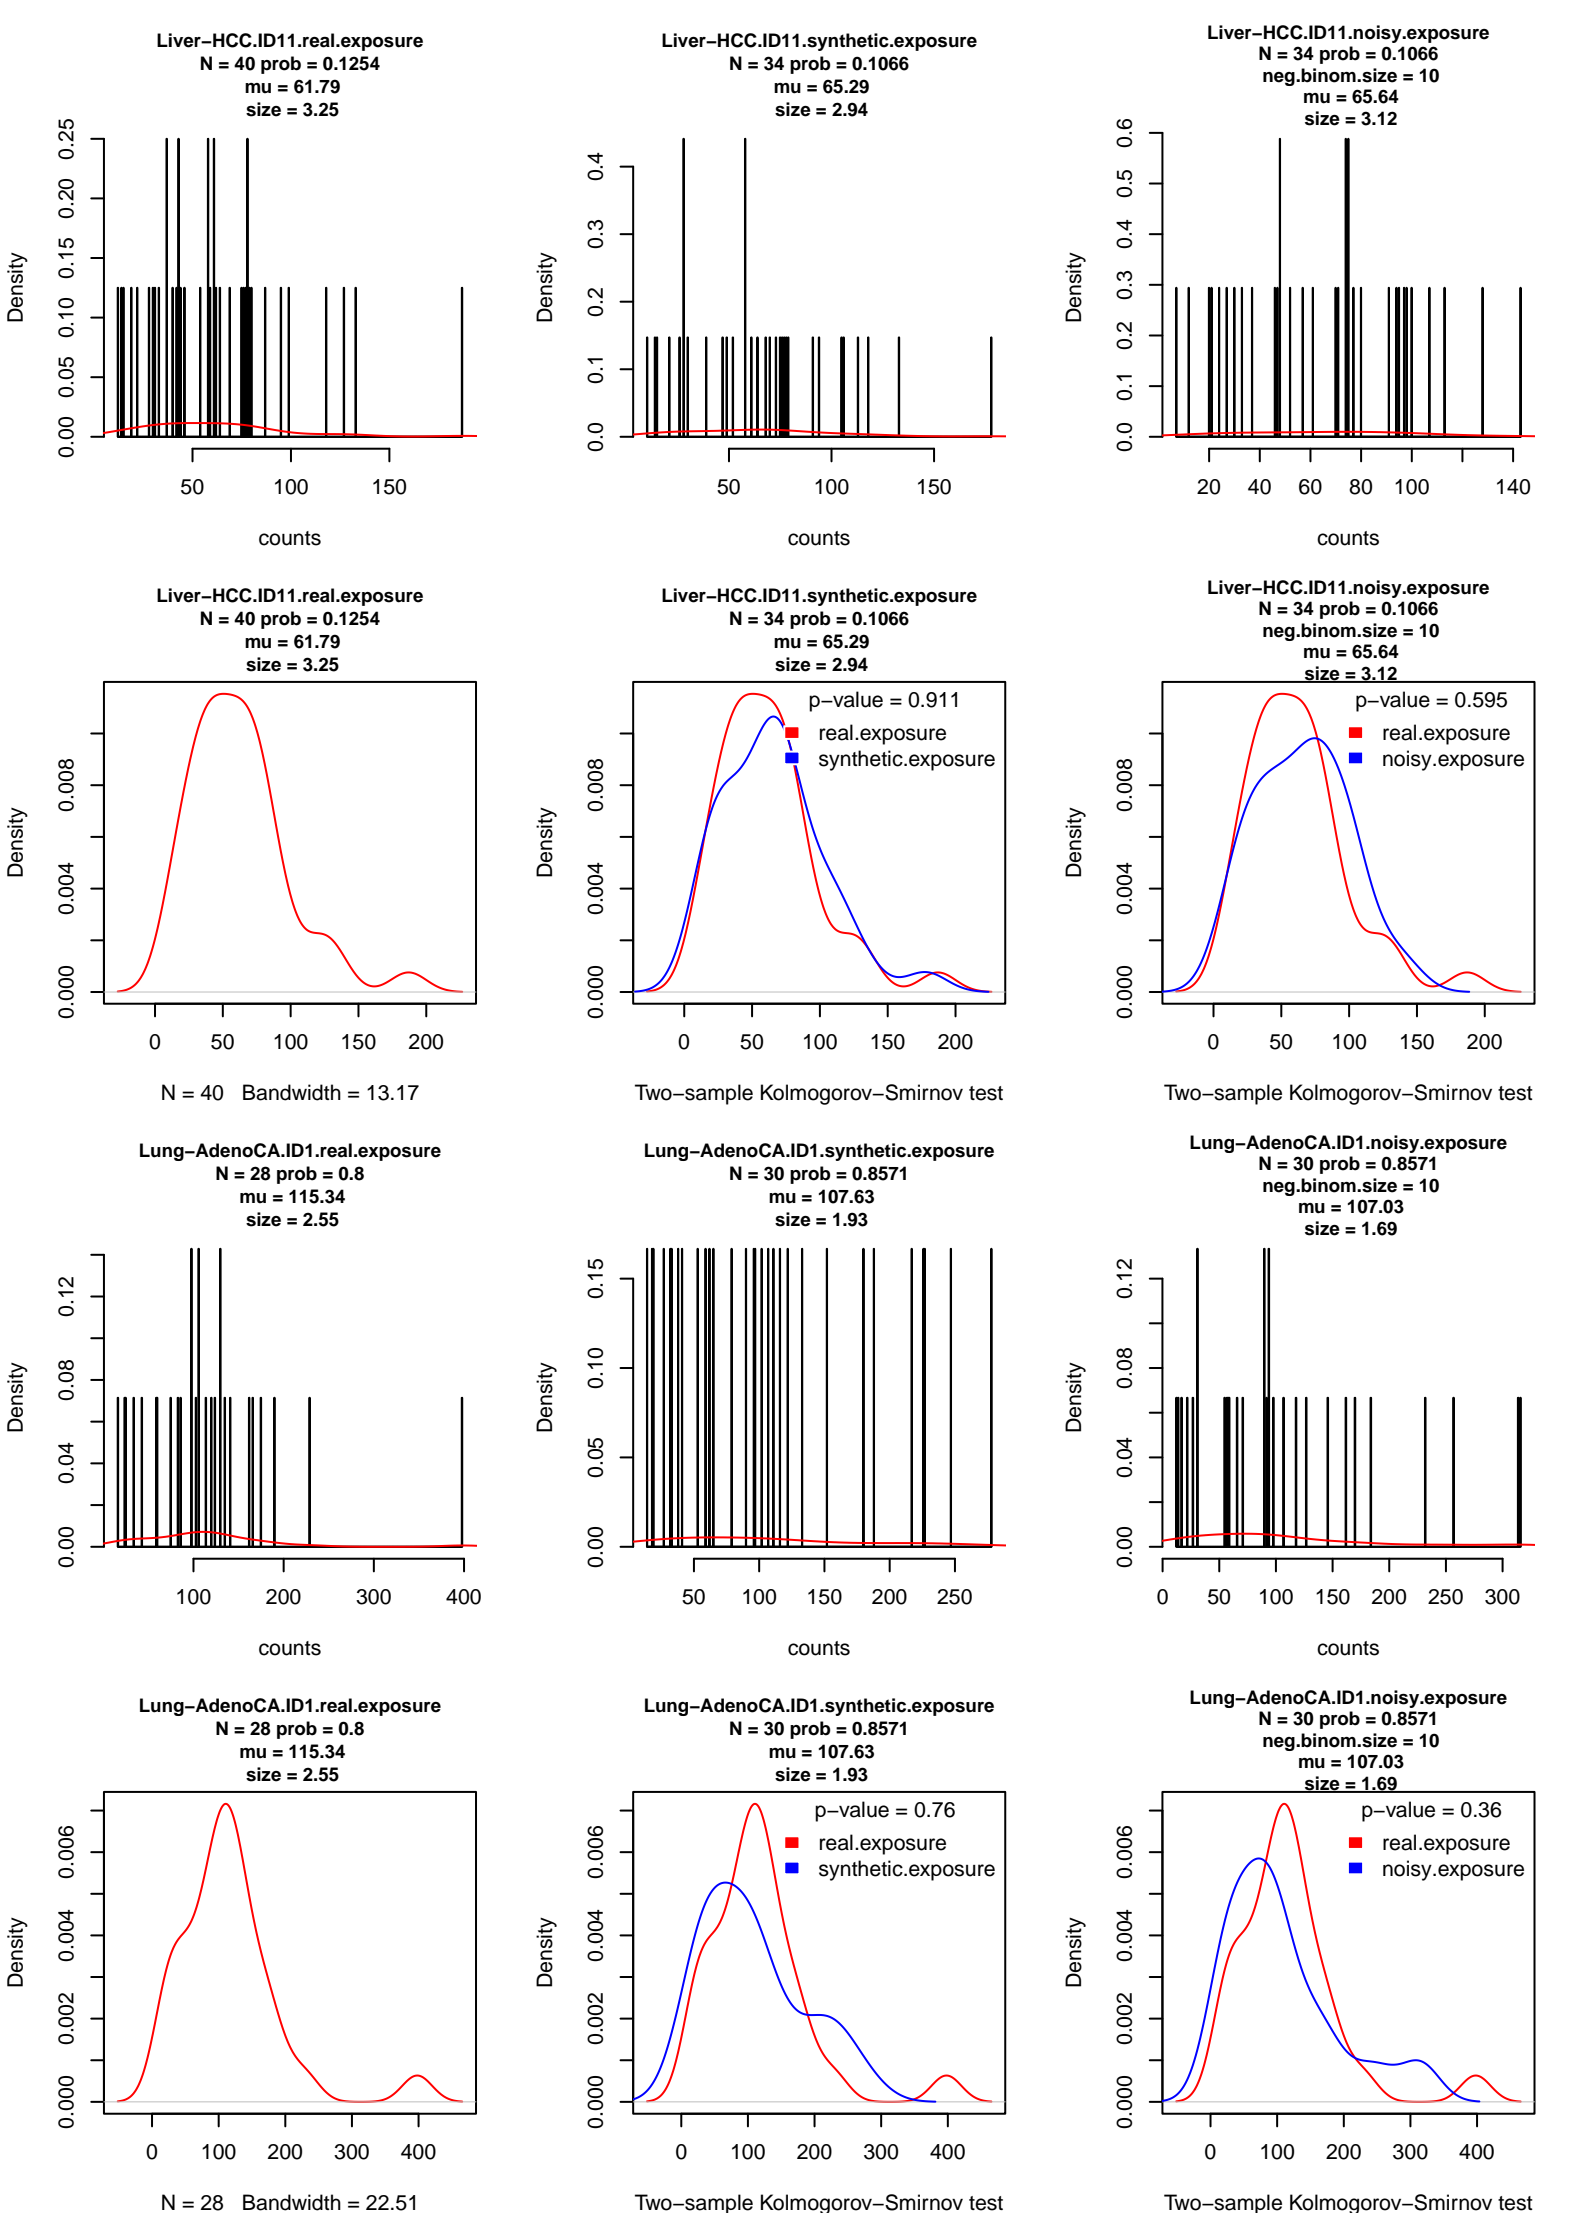 Liver−HCC.ID11.real.exposure
N = 40 prob = 0.1254
mu = 61.79
size = 3.25
Density
0.00 0.05 0.10 0.15 0.20 0.25
50 100 150
counts
Liver−HCC.ID11.synthetic.exposure
N = 34 prob = 0.1066
mu = 65.29
size = 2.94
Density
0.0 0.1 0.2 0.3 0.4
50 100 150
counts
Liver−HCC.ID11.noisy.exposure
N = 34 prob = 0.1066
neg.binom.size = 10
mu = 65.64
size = 3.12
Density
0.0 0.1 0.2 0.3 0.4 0.5 0.6
20 40 60 80 100 140
counts
Liver−HCC.ID11.real.exposure
N = 40 prob = 0.1254
mu = 61.79
size = 3.25
Density
0.000 0.004 0.008
0 50 100 150 200
N = 40 Bandwidth = 13.17
Liver−HCC.ID11.synthetic.exposure
N = 34 prob = 0.1066
mu = 65.29
size = 2.94
p−value = 0.911
real.exposure
synthetic.exposure
Density
0.000 0.004 0.008
0 50 100 150 200
Two−sample Kolmogorov−Smirnov test
Liver−HCC.ID11.noisy.exposure
N = 34 prob = 0.1066
neg.binom.size = 10
mu = 65.64
size = 3.12
p−value = 0.595
real.exposure
noisy.exposure
Density
0.000 0.004 0.008
0 50 100 150 200
Two−sample Kolmogorov−Smirnov test
Lung−AdenoCA.ID1.real.exposure
N = 28 prob = 0.8
mu = 115.34
size = 2.55
Density
0.00 0.04 0.08 0.12
100 200 300 400
counts
Lung−AdenoCA.ID1.synthetic.exposure
N = 30 prob = 0.8571
mu = 107.63
size = 1.93
Density
0.00 0.05 0.10 0.15
50 100 150 200 250
counts
Lung−AdenoCA.ID1.noisy.exposure
N = 30 prob = 0.8571
neg.binom.size = 10
mu = 107.03
size = 1.69
Density
0.00 0.04 0.08 0.12
0 50 100 150 200 250 300
counts
Lung−AdenoCA.ID1.real.exposure
N = 28 prob = 0.8
mu = 115.34
size = 2.55
Density
0.000 0.002 0.004 0.006
0 100 200 300 400
N = 28 Bandwidth = 22.51
Lung−AdenoCA.ID1.synthetic.exposure
N = 30 prob = 0.8571
mu = 107.63
size = 1.93
p−value = 0.76
real.exposure
synthetic.exposure
Density
0.000 0.002 0.004 0.006
0 100 200 300 400
Two−sample Kolmogorov−Smirnov test
Lung−AdenoCA.ID1.noisy.exposure
N = 30 prob = 0.8571
neg.binom.size = 10
mu = 107.03
size = 1.69
p−value = 0.36
real.exposure
noisy.exposure
Density
0.000 0.002 0.004 0.006
0 100 200 300 400
Two−sample Kolmogorov−Smirnov test